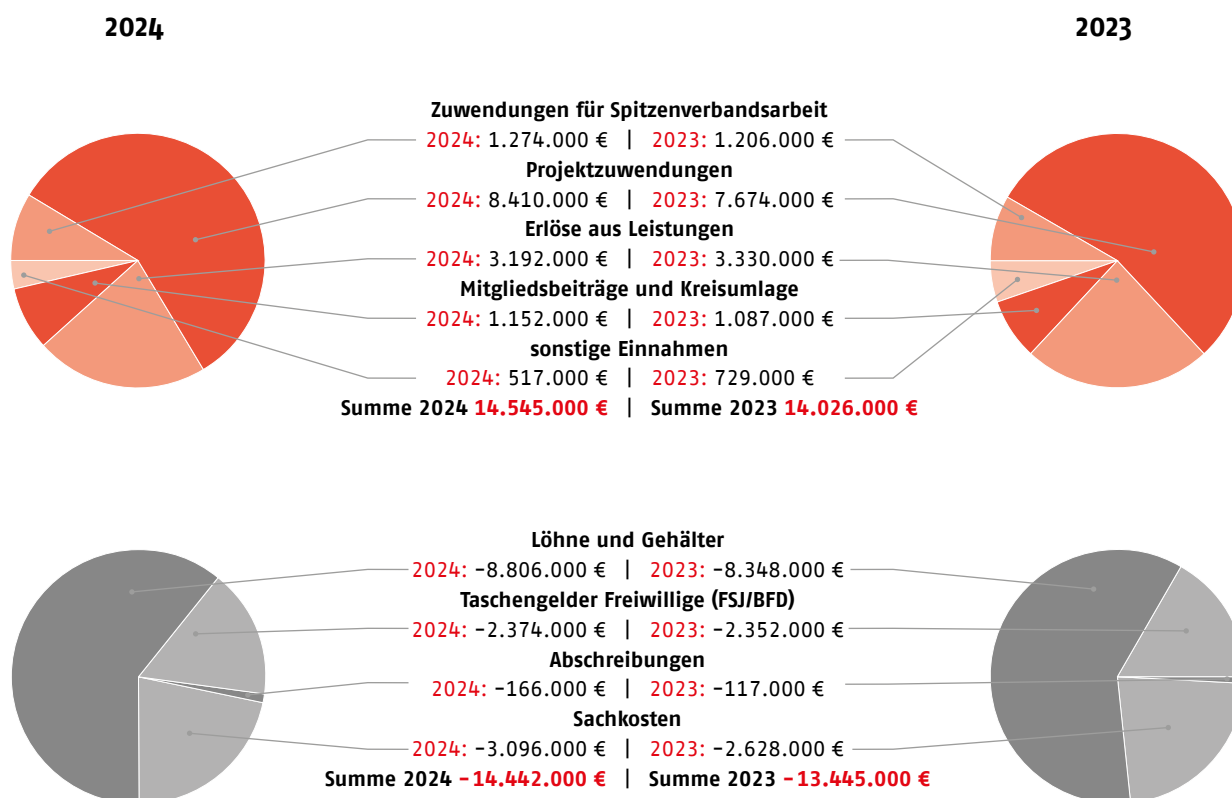 2024
2023
Zuwendungen für Spitzenverbandsarbeit
2024: 1.274.000 € | 2023: 1.206.000 €
Projektzuwendungen
2024: 8.410.000 € | 2023: 7.674.000 €
Erlöse aus Leistungen
2024: 3.192.000 € | 2023: 3.330.000 €
Mitgliedsbeiträge und Kreisumlage
2024: 1.152.000 € | 2023: 1.087.000 €
sonstige Einnahmen
2024: 517.000 € | 2023: 729.000 €
Summe 2024 14.545.000 € | Summe 2023 14.026.000 €
Löhne und Gehälter
2024: -8.806.000 € | 2023: -8.348.000 €
Taschengelder Freiwillige (FSJ/BFD)
2024: -2.374.000 € | 2023: -2.352.000 €
Abschreibungen
2024: -166.000 € | 2023: -117.000 €
Sachkosten
2024: -3.096.000 € | 2023: -2.628.000 €
Summe 2024 -14.442.000 € | Summe 2023 -13.445.000 €